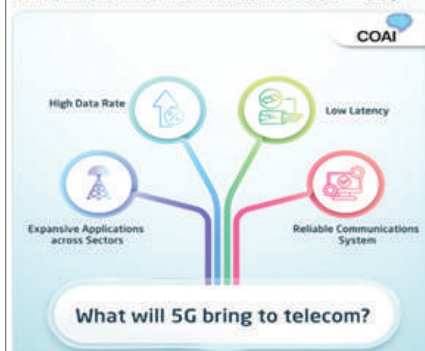 COAI
High Data Rate
Low Latency
Expansive Applications
across Sectors
Reliable Communications
System
What will 5G bring to telecom?